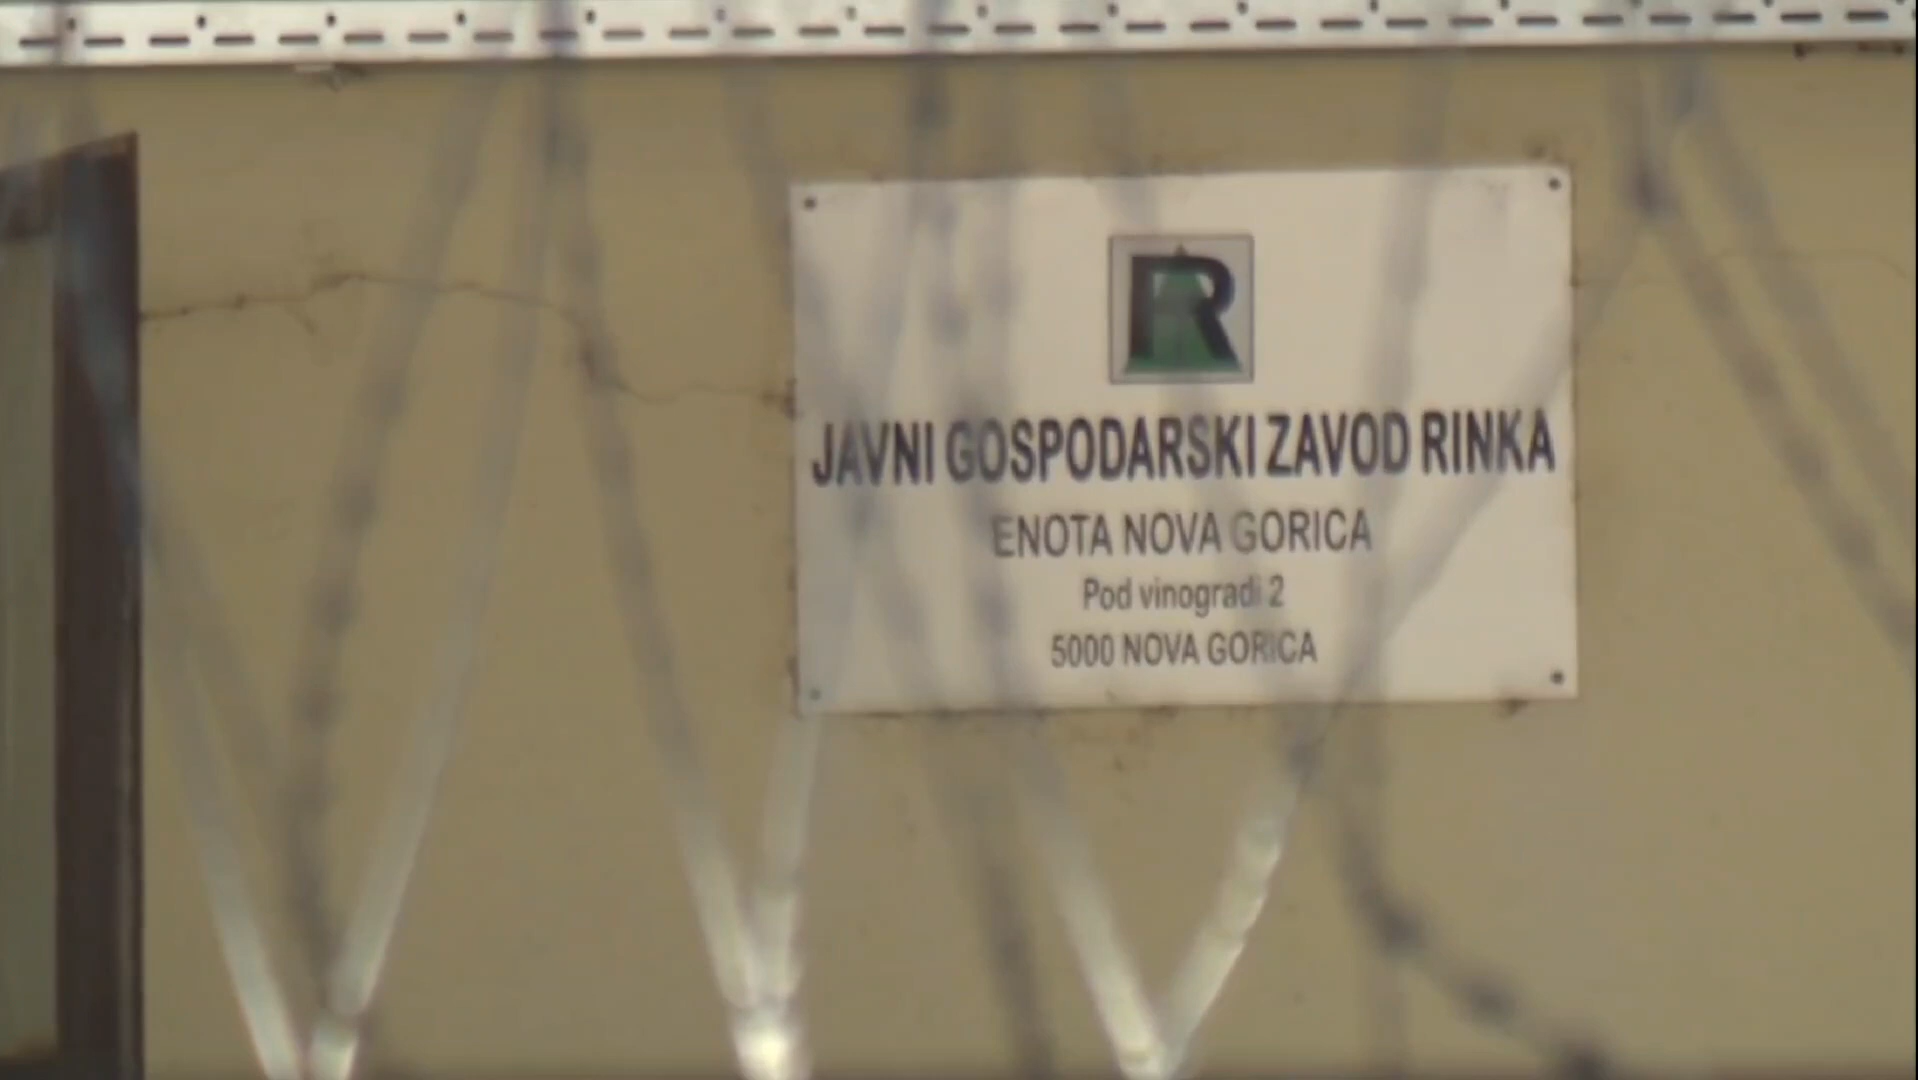 R
JAVNI GOSPODARSKI ZAVOD RINKA
ENOTA NOVA GORICA
Pod vinogradi 2
5000 NOVA GORICA